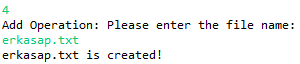 4
Add Operation: Please enter the file name:
erkasap.txt
erkasap.txt is created!